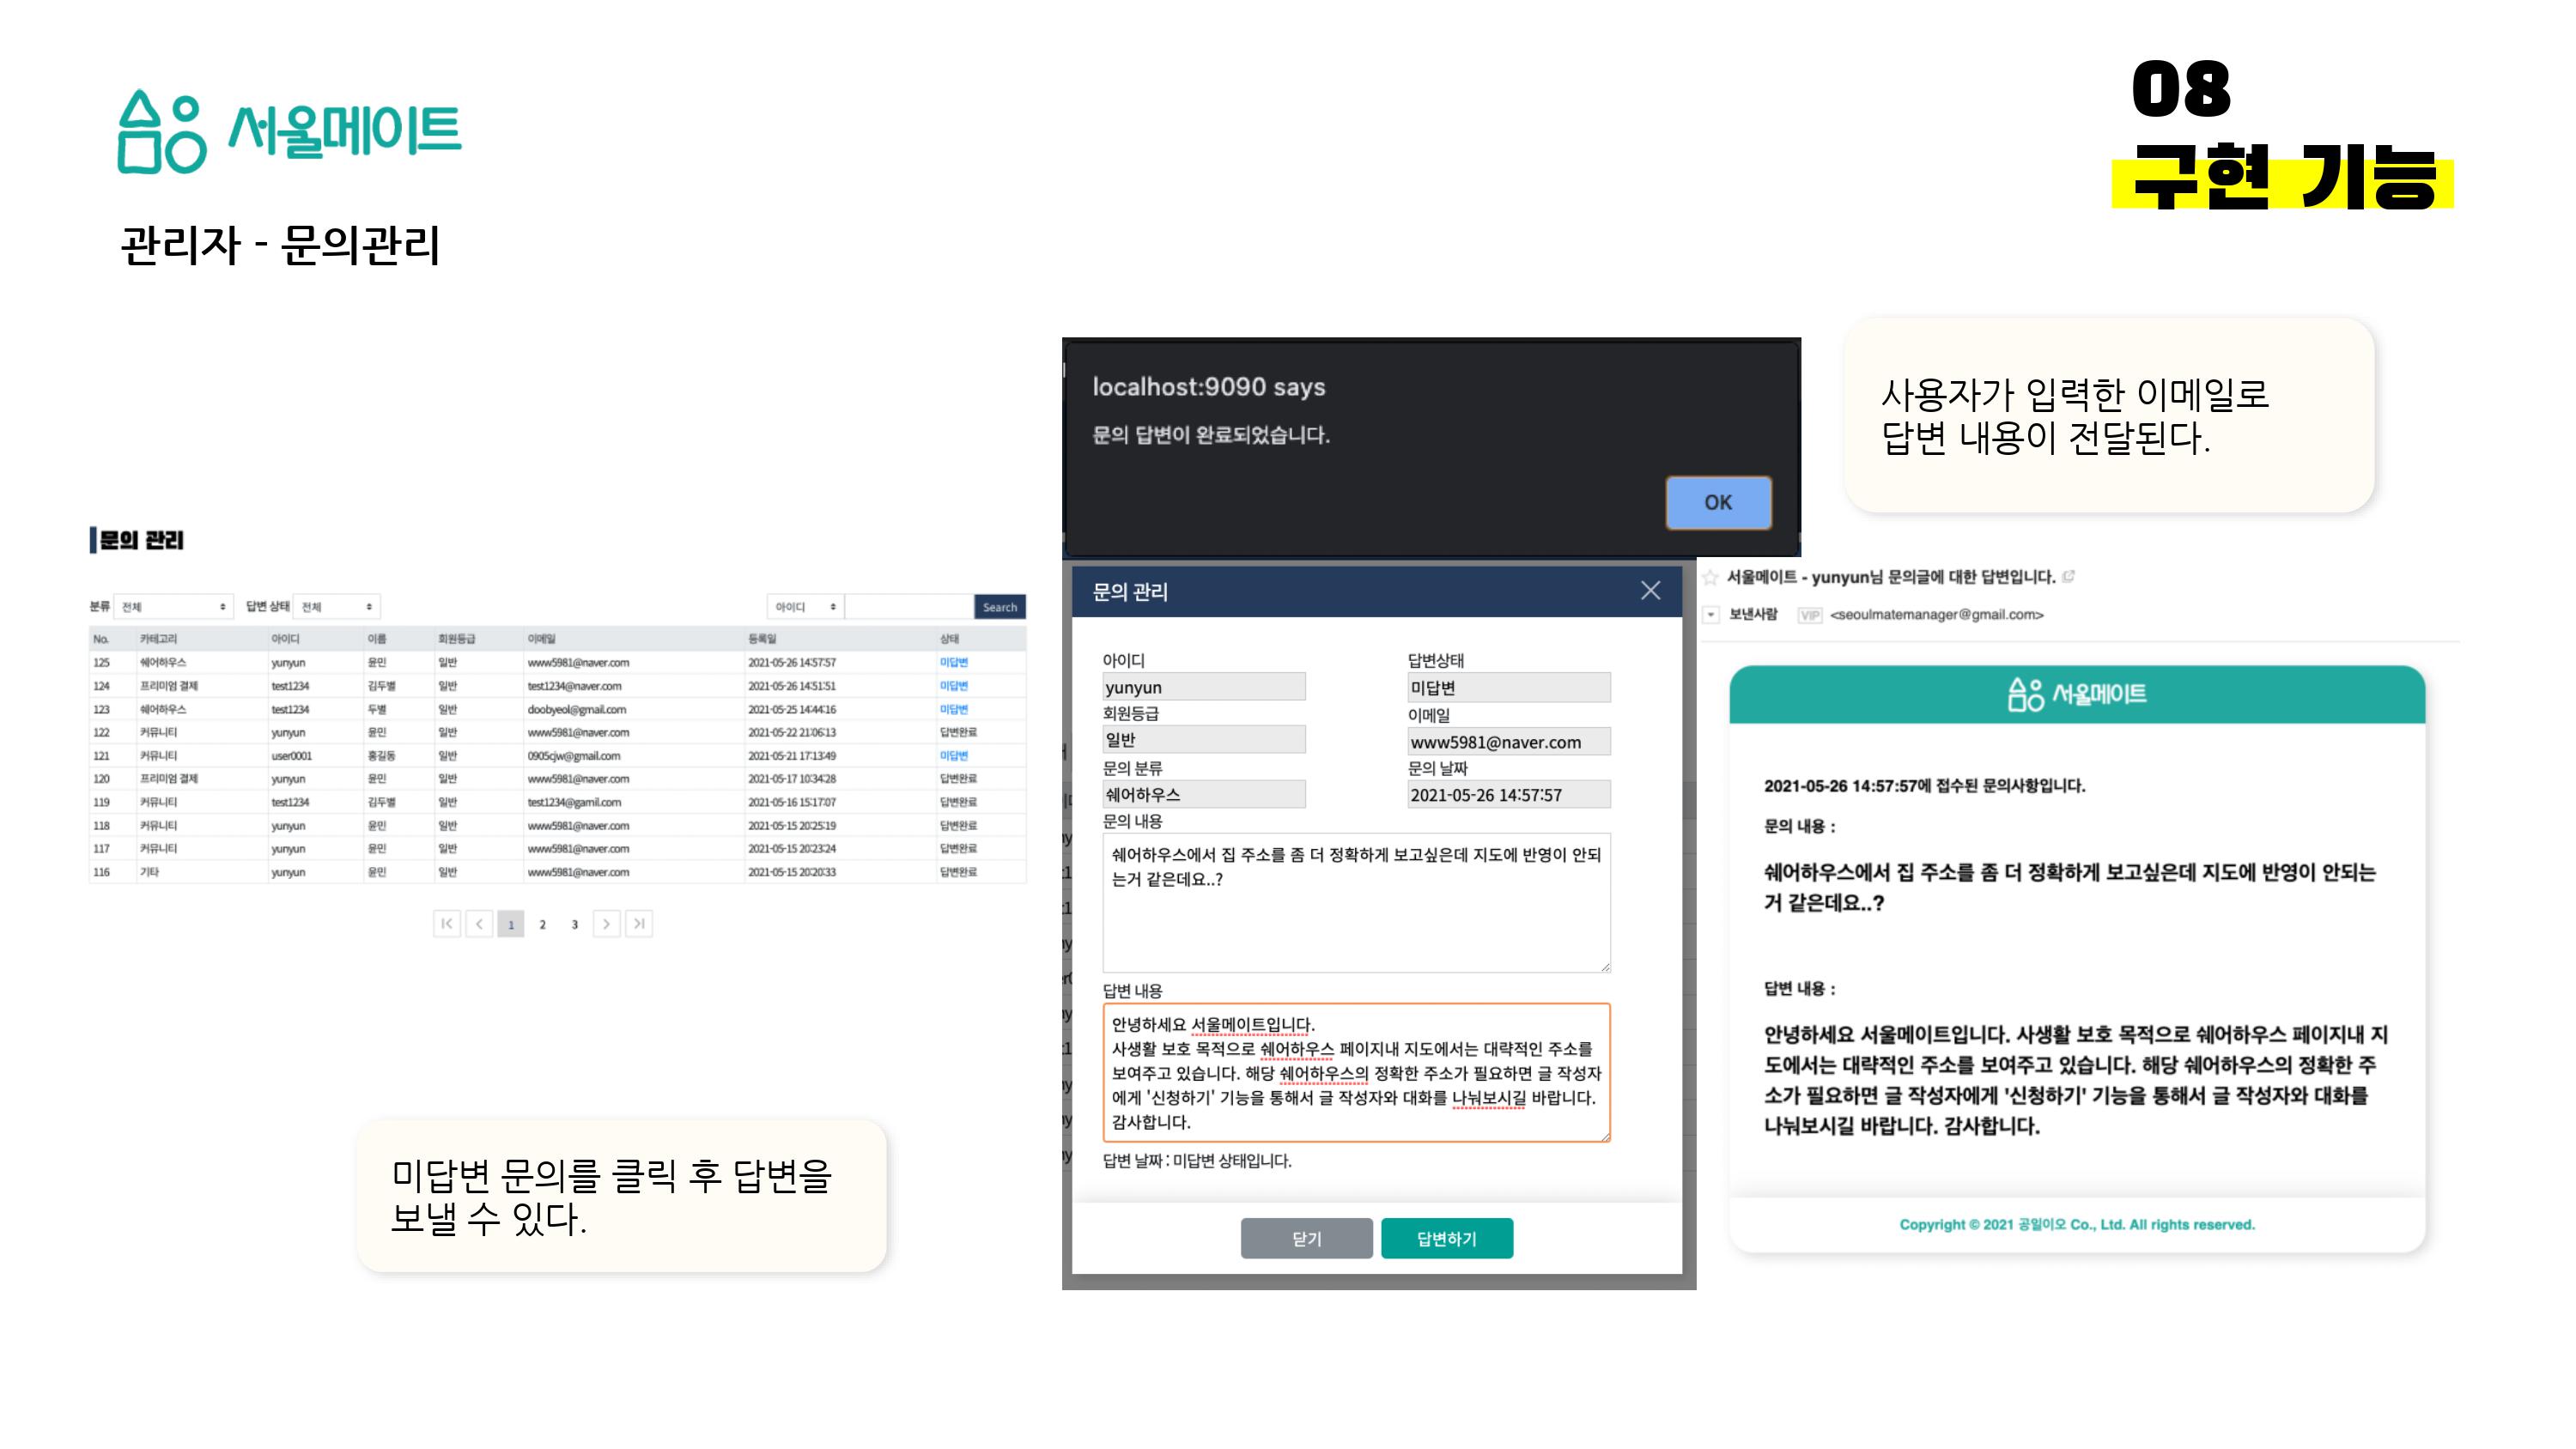 서울메이트
08
구현 기능
관리자 - 문의관리
문의 관리
분류 전체 답변 상태 전체 아이디 Search
No. 카테고리 아이디 이름 회원등급 이메일 등록일 상태
125 쉐어하우스 yunyun 윤민 일반 www5981@naver.com 2021-05-26 14:57:57 미답변
124 프리미엄 결제 test1234 김두별 일반 test1234@naver.com 2021-05-26 14:51:51 미답변
123 쉐어하우스 test1234 두별 일반 doobyeol@gmail.com 2021-05-25 14:44:16 미답변
122 커뮤니티 yunyun 윤민 일반 www5981@naver.com 2021-05-22 21:06:13 답변완료
121 커뮤니티 user0001 홍길동 일반 0905cjw@gmail.com 2021-05-21 17:13:49 미답변
120 프리미엄 결제 yunyun 윤민 일반 www5981@naver.com 2021-05-17 10:34:28 답변완료
119 커뮤니티 test1234 김두별 일반 test1234@gamil.com 2021-05-16 15:17:07 답변완료
118 커뮤니티 yunyun 윤민 일반 www5981@naver.com 2021-05-15 20:25:19 답변완료
117 커뮤니티 yunyun 윤민 일반 www5981@naver.com 2021-05-15 20:23:24 답변완료
116 기타 yunyun 윤민 일반 www5981@naver.com 2021-05-15 20:20:33 답변완료
1 2 3
미답변 문의를 클릭 후 답변을
보낼 수 있다.
localhost:9090 says
문의 답변이 완료되었습니다.
OK
문의 관리
아이디 답변상태
yunyun 미답변
회원등급 이메일
일반 www5981@naver.com
문의 분류 문의 날짜
쉐어하우스 2021-05-26 14:57:57
문의 내용
쉐어하우스에서 집 주소를 좀 더 정확하게 보고싶은데 지도에 반영이 안되
는거 같은데요..?
답변 내용
안녕하세요 서울메이트입니다.
사생활 보호 목적으로 쉐어하우스 페이지내 지도에서는 대략적인 주소를
보여주고 있습니다. 해당 쉐어하우스의 정확한 주소가 필요하면 글 작성자
에게 '신청하기' 기능을 통해서 글 작성자와 대화를 나눠보시길 바랍니다.
감사합니다.
답변 날짜 : 미답변 상태입니다.
닫기 답변하기
사용자가 입력한 이메일로
답변 내용이 전달된다.
서울메이트 - yunyun님 문의글에 대한 답변입니다.
보낸사람 VIP <seoulmatemanager@gmail.com>
서울메이트
2021-05-26 14:57:57에 접수된 문의사항입니다.
문의 내용 :
쉐어하우스에서 집 주소를 좀 더 정확하게 보고싶은데 지도에 반영이 안되는
거 같은데요..?
답변 내용 :
안녕하세요 서울메이트입니다. 사생활 보호 목적으로 쉐어하우스 페이지내 지
도에서는 대략적인 주소를 보여주고 있습니다. 해당 쉐어하우스의 정확한 주
소가 필요하면 글 작성자에게 '신청하기' 기능을 통해서 글 작성자와 대화를
나눠보시길 바랍니다. 감사합니다.
Copyright © 2021 공일이오 Co., Ltd. All rights reserved.